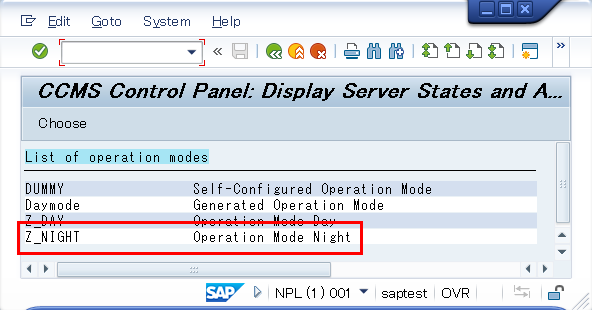 Edit Goto System Help
CCMS Control Panel: Display Server States and A...
Choose
List of operation modes
DUMMY Self-Configured Operation Mode
Daymode Generated Operation Mode
Z_DAY Operation Mode Day
Z_NIGHT Operation Mode Night
SAP NPL (1) 001 saptest OVR